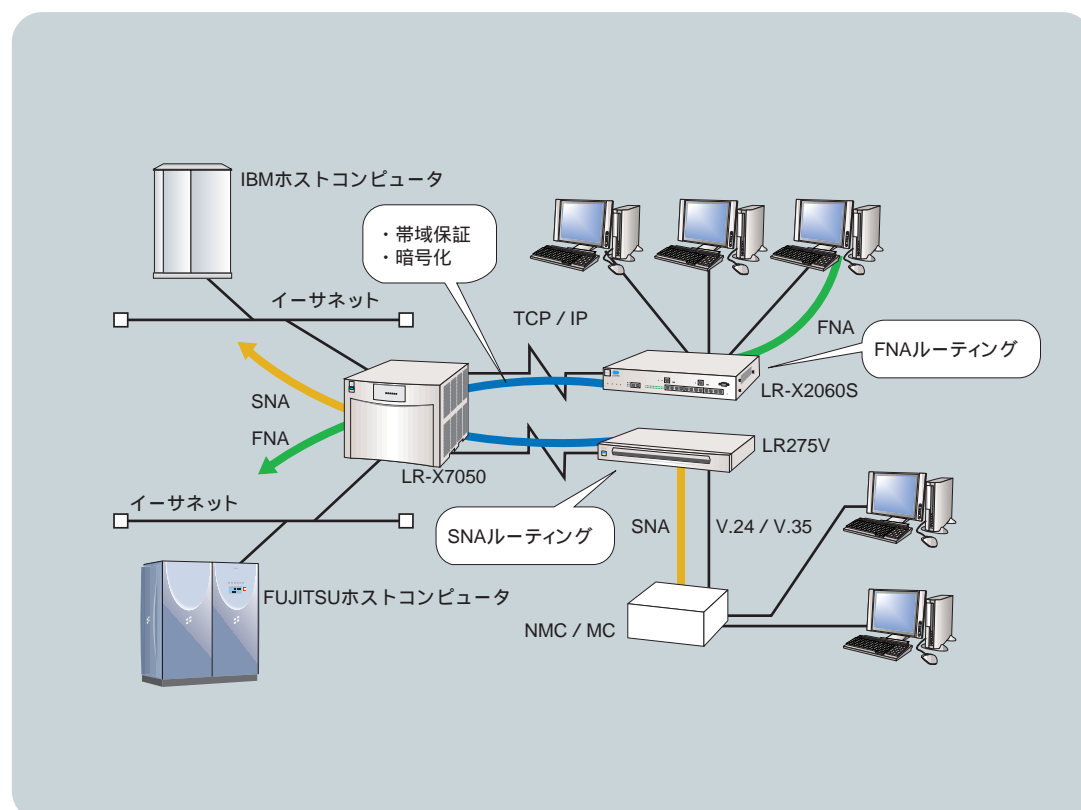 IBMホストコンピュータ
・帯域保証
・暗号化
イーサネット
TCP / IP
FNA
FNAルーティング
SNA
LR-X2060S
FNA
LR-X7050
LR275V
イーサネット
SNAルーティング
SNA
V.24 / V.35
FUJITSUホストコンピュータ
NMC / MC